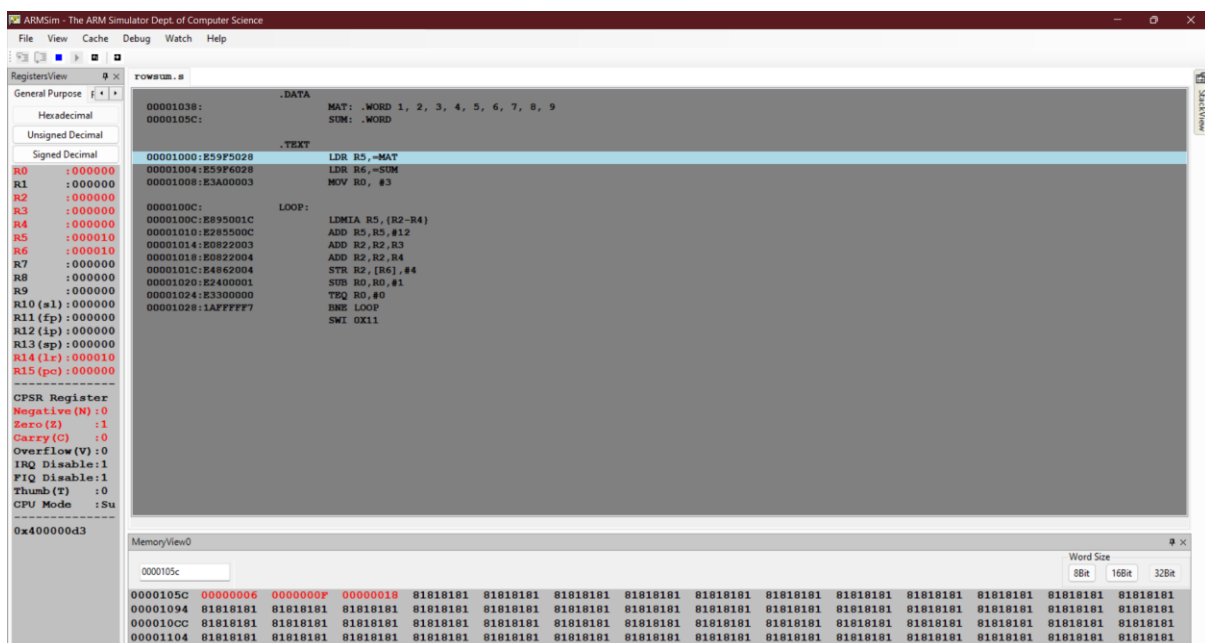 ARMSim - The ARM Simulator Dept. of Computer Science
File View Cache Debug Watch Help
RegistersView
General Purpose
Hexadecimal
Unsigned Decimal
Signed Decimal
R0 :000000
R1 :000000
R2 :000000
R3 :000000
R4 :000000
R5 :000010
R6 :000010
R7 :000000
R8 :000000
R9 :000000
R10(sl):000000
R11(fp):000000
R12(ip):000000
R13(sp):000000
R14(lr):000010
R15(pc):000000
CPSR Register
Negative(N):0
Zero(Z) :1
Carry(C) :0
Overflow(V):0
IRQ Disable:1
FIQ Disable:1
Thumb(T) :0
CPU Mode :Su
0x400000d3
rowsum.s
.DATA
00001038: MAT: .WORD 1, 2, 3, 4, 5, 6, 7, 8, 9
0000105C: SUM: .WORD
.TEXT
00001000:E59F5028 LDR R5,=MAT
00001004:E59F6028 LDR R6,=SUM
00001008:E3A00003 MOV R0, #3
0000100C: LOOP:
0000100C:E895001C LDMIA R5,{R2-R4}
00001010:E285500C ADD R5,R5,#12
00001014:E0822003 ADD R2,R2,R3
00001018:E0822004 ADD R2,R2,R4
0000101C:E4862004 STR R2,[R6],#4
00001020:E2400001 SUB R0,R0,#1
00001024:E3300000 TEQ R0,#0
00001028:1AFFFFF7 BNE LOOP
SWI 0X11
StackView
MemoryView0
0000105c
Word Size
8Bit 16Bit 32Bit
0000105C 00000006 0000000F 00000018 81818181 81818181 81818181 81818181 81818181 81818181 81818181 81818181 81818181 81818181 81818181
00001094 81818181 81818181 81818181 81818181 81818181 81818181 81818181 81818181 81818181 81818181 81818181 81818181 81818181 81818181
000010CC 81818181 81818181 81818181 81818181 81818181 81818181 81818181 81818181 81818181 81818181 81818181 81818181 81818181 81818181
00001104 81818181 81818181 81818181 81818181 81818181 81818181 81818181 81818181 81818181 81818181 81818181 81818181 81818181 81818181